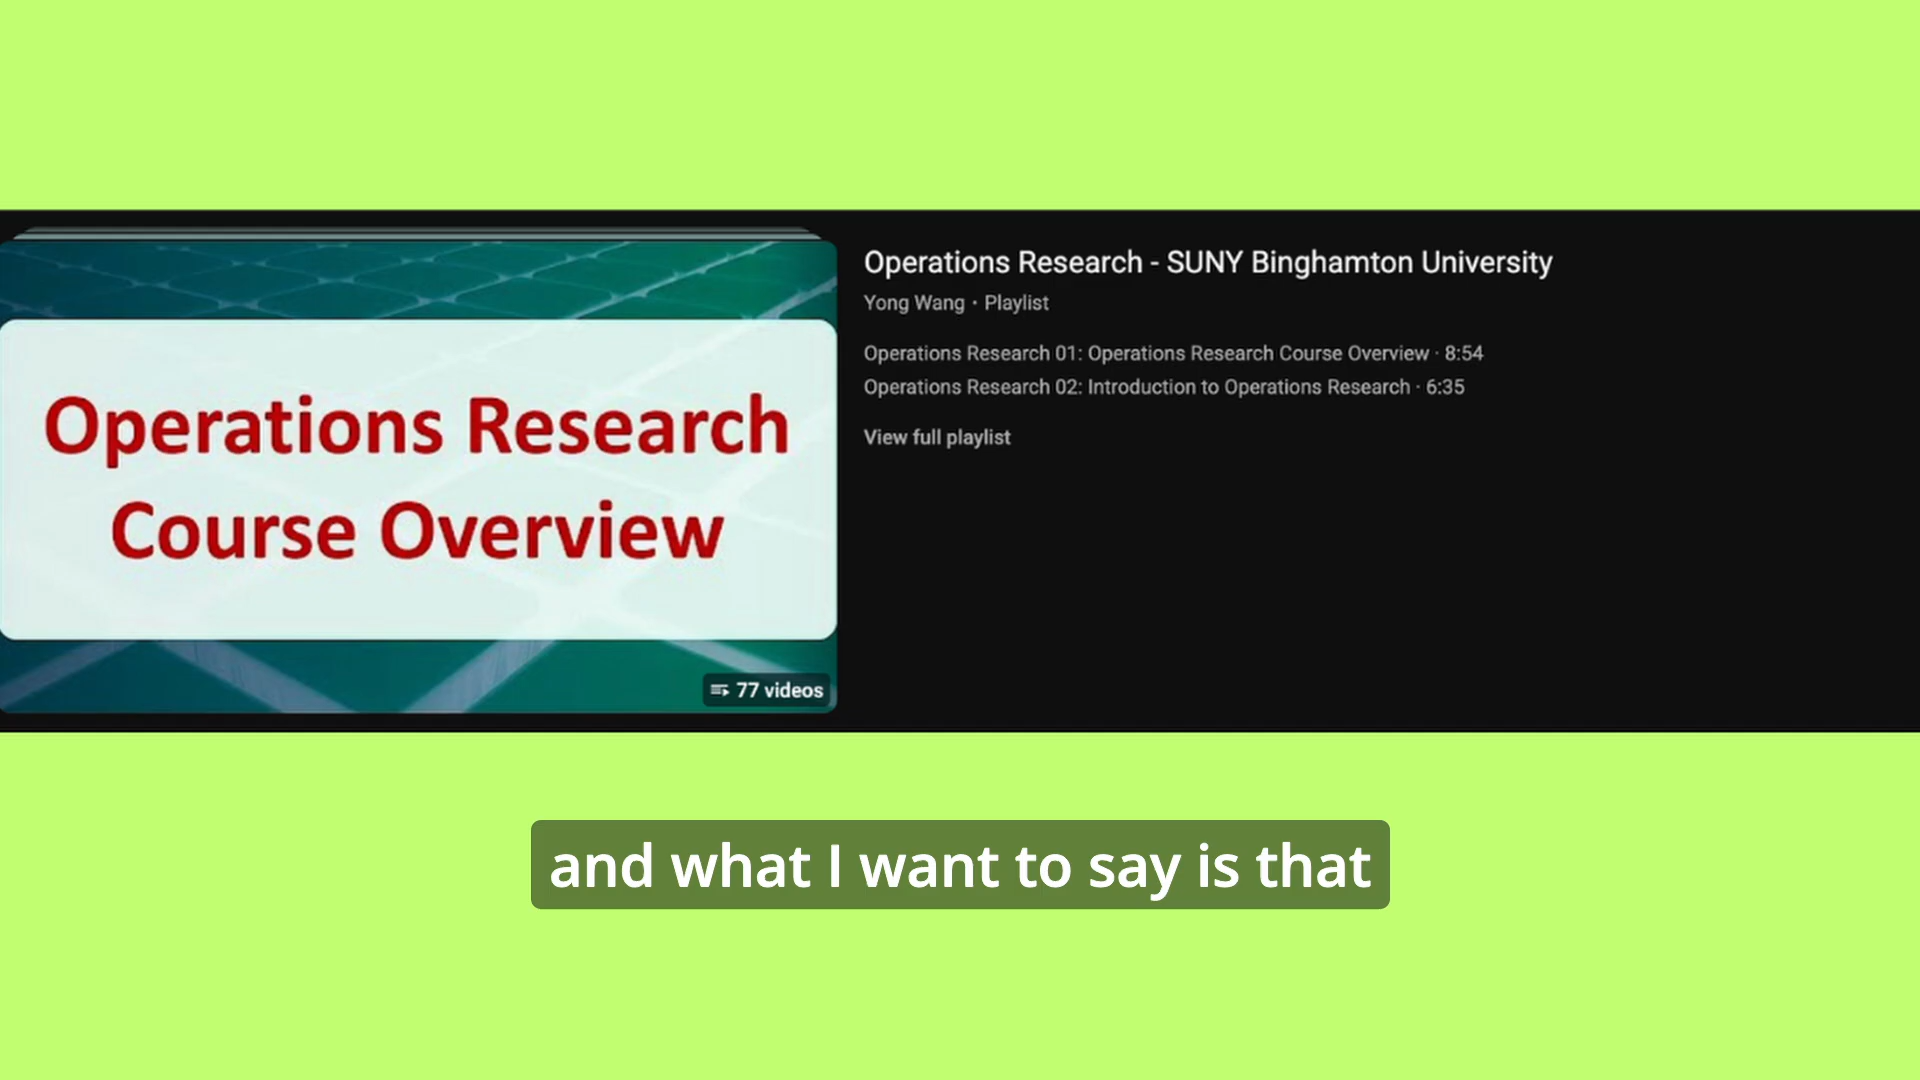 Operations Research
Course Overview
77 videos
Operations Research - SUNY Binghamton University
Yong Wang • Playlist
Operations Research 01: Operations Research Course Overview · 8:54
Operations Research 02: Introduction to Operations Research · 6:35
View full playlist
and what I want to say is that